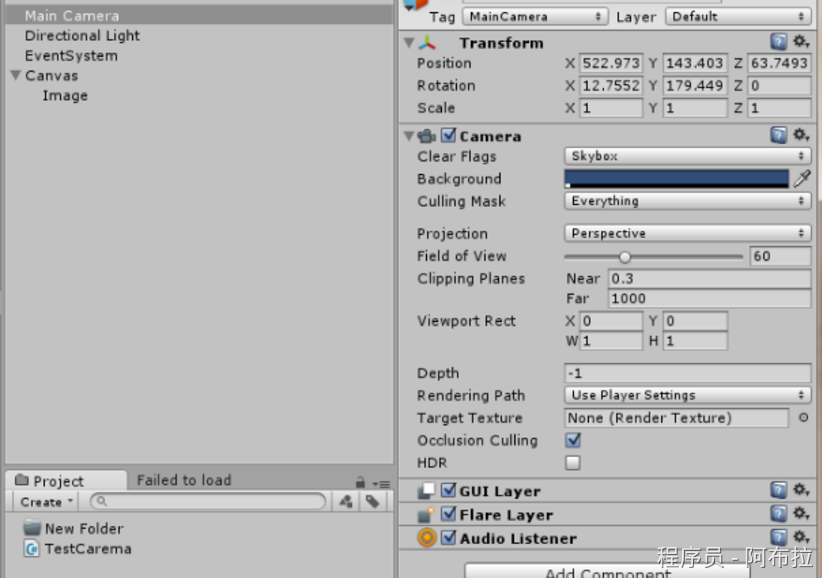 Main Camera
Directional Light
EventSystem
Canvas
Image
Project
Failed to load
Create
New Folder
TestCarema
Tag MainCamera Layer Default
Transform
Position X 522.973 Y 143.403 Z 63.7493
Rotation X 12.7552 Y 179.449 Z 0
Scale X 1 Y 1 Z 1
Camera
Clear Flags Skybox
Background
Culling Mask Everything
Projection Perspective
Field of View 60
Clipping Planes Near 0.3
Far 1000
Viewport Rect X 0 Y 0
W 1 H 1
Depth -1
Rendering Path Use Player Settings
Target Texture None (Render Texture)
Occlusion Culling
HDR
GUI Layer
Flare Layer
Audio Listener
Add Component
程序员 - 阿布拉